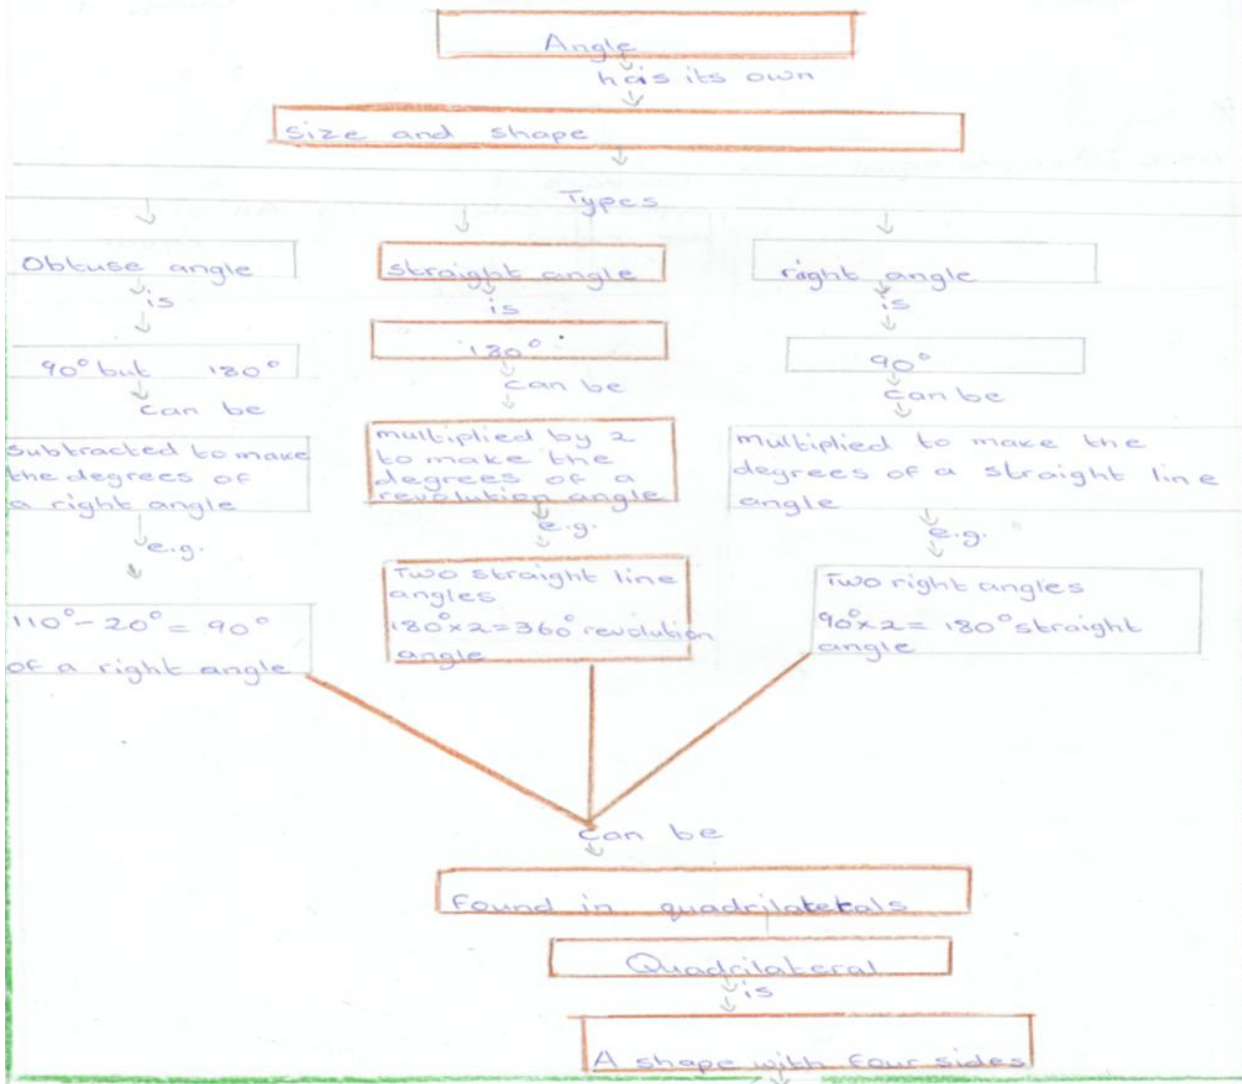 Angle
has its own
size and shape
Types
Obtuse angle
is
90° but 180°
can be
subtracted to make
the degrees of
a right angle
e.g.
110° - 20° = 90°
of a right angle
straight angle
is
180°
can be
multiplied by 2
to make the
degrees of a
revolution angle
e.g.
Two straight line
angles
180° x 2 = 360° revolution
angle
right angle
is
90°
can be
multiplied to make the
degrees of a straight line
angle
e.g.
Two right angles
90° x 2 = 180° straight
angle
can be
Found in quadrilaterals
Quadrilateral
is
A shape with four sides